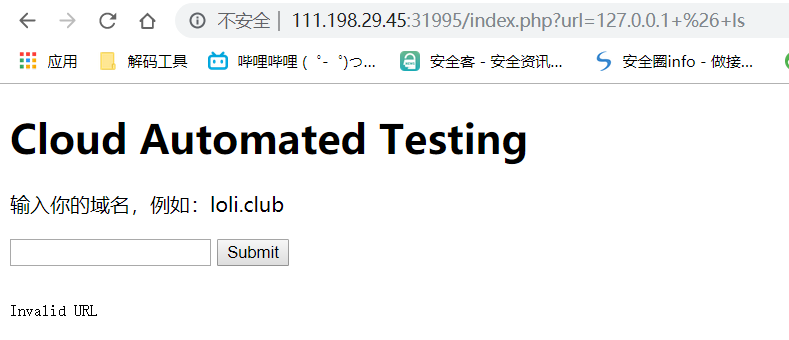 不安全 | 111.198.29.45:31995/index.php?url=127.0.0.1+%26+ls
应用 解码工具 哔哩哔哩 ( ゜- ゜)つ... 安全客 - 安全资讯... 安全圈info - 做接...
Cloud Automated Testing
输入你的域名，例如：loli.club
Submit
Invalid URL